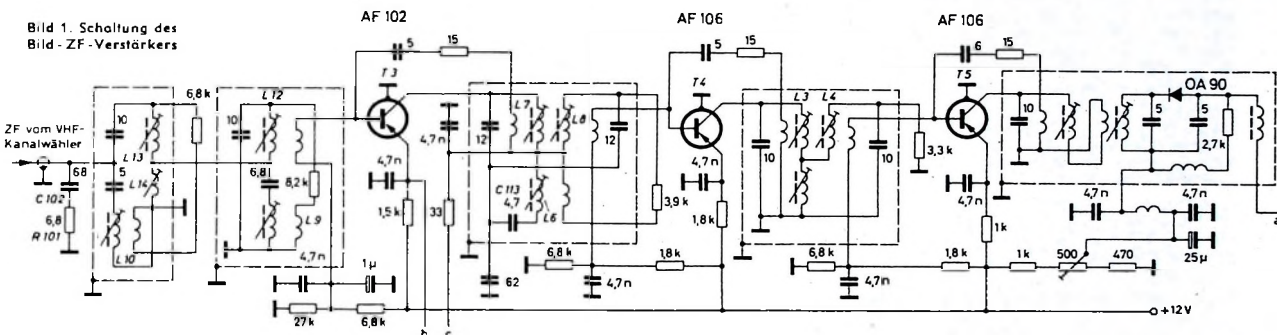 Bild 1. Schaltung des
Bild-ZF-Verstärkers
AF 102
AF 106
AF 106
5
15
5
15
6
15
T3
T4
T5
OA 90
6,8k
L12
L7
L8
L3
L4
10
10
12
12
10
10
10
5
5
ZF vom VHF-
Kanalwähler
4,7n
2,7k
3,3k
L13
68
C102
5
L14
6,8
8,2k
4,7n
C113
4,7
4,7n
4,7n
4,7n
4,7n
6,8
R101
L10
L9
1,5k
33
L6
3,9k
1,8k
1k
4,7n
1µ
6,8k
1,8k
6,8k
1,8k
1k
500
470
25µ
62
4,7n
4,7n
27k
6,8k
+12V